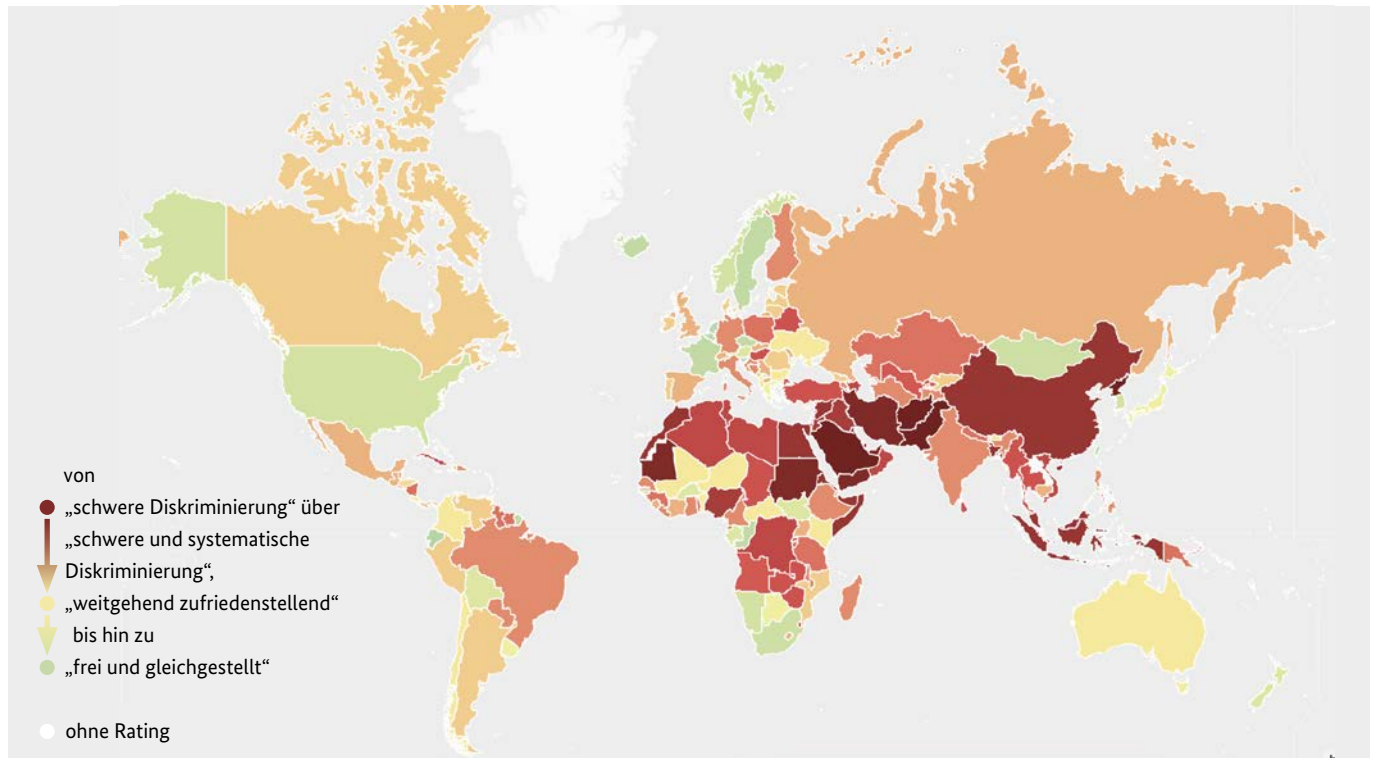 von
„schwere Diskriminierung“ über
„schwere und systematische
Diskriminierung“,
„weitgehend zufriedenstellend“
bis hin zu
„frei und gleichgestellt“
ohne Rating